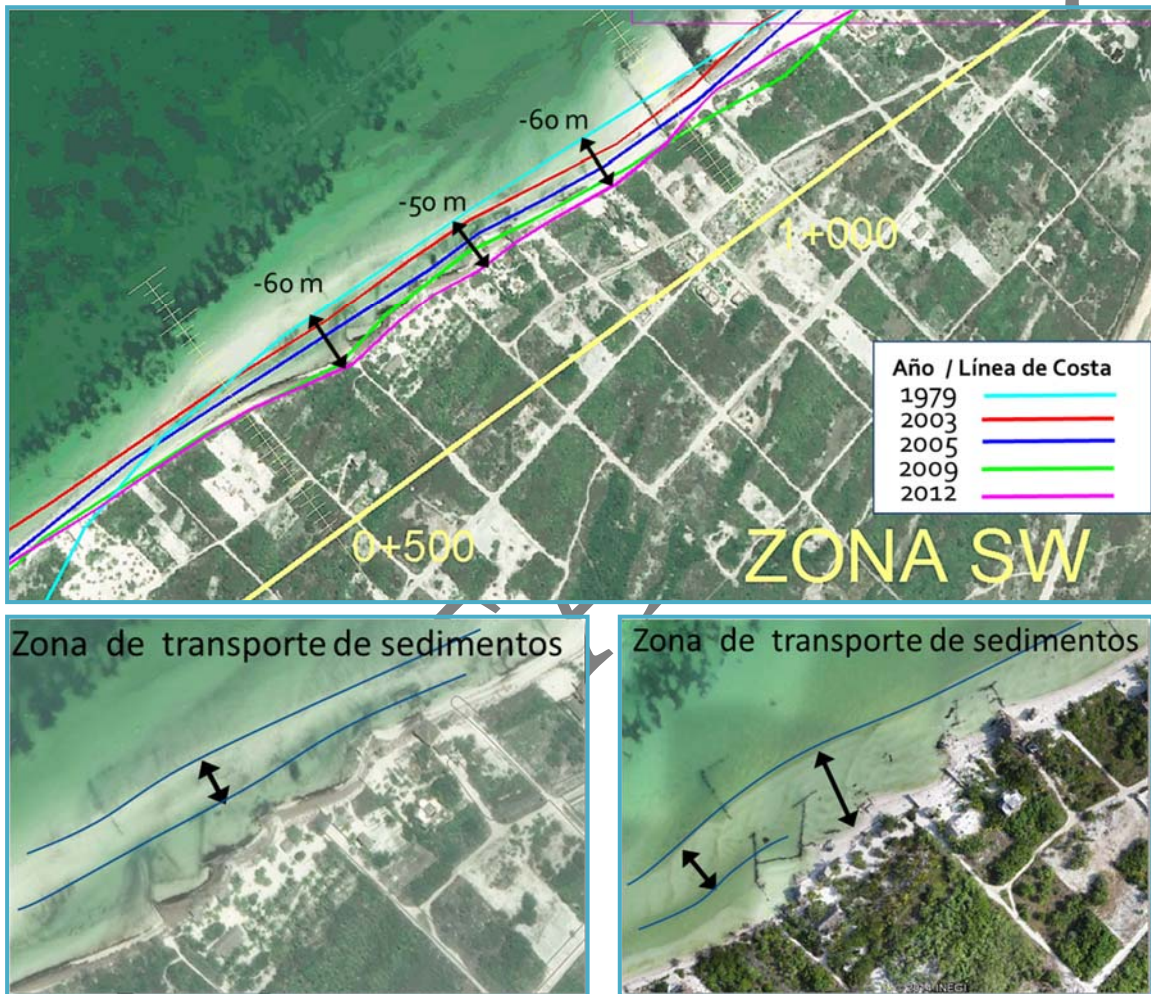 -60 m
-50 m
-60 m
1+000
0+500
Año / Línea de Costa
1979
2003
2005
2009
2012
ZONA SW
Zona de transporte de sedimentos
Zona de transporte de sedimentos
INEGI